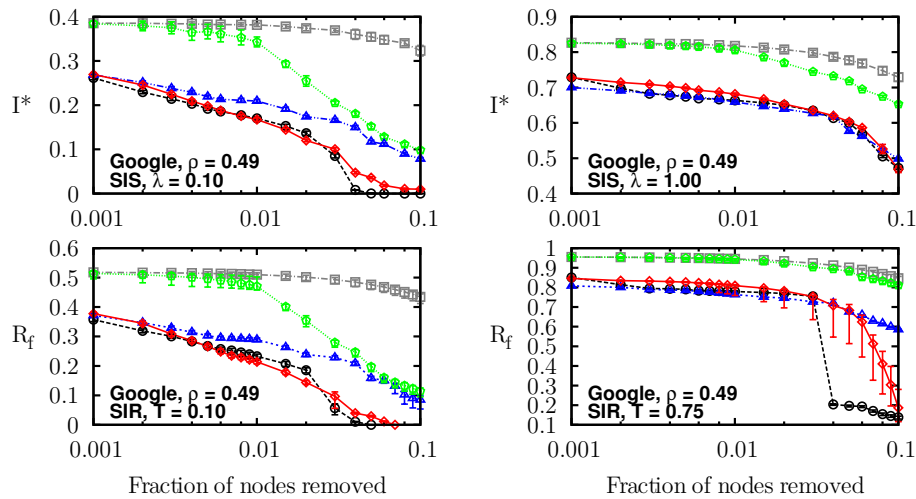 0.4
0.3
0.2
0.1
0
I*
Google, ρ = 0.49
SIS, λ = 0.10
0.001
0.01
0.1
1
0.9
0.8
0.7
0.6
0.5
0.4
I*
Google, ρ = 0.49
SIS, λ = 1.00
0.001
0.01
0.1
0.6
0.5
0.4
0.3
0.2
0.1
0
R_f
Google, ρ = 0.49
SIR, T = 0.10
0.001
0.01
0.1
Fraction of nodes removed
1
0.9
0.8
0.7
0.6
0.5
0.4
0.3
0.2
0.1
R_f
Google, ρ = 0.49
SIR, T = 0.75
0.001
0.01
0.1
Fraction of nodes removed